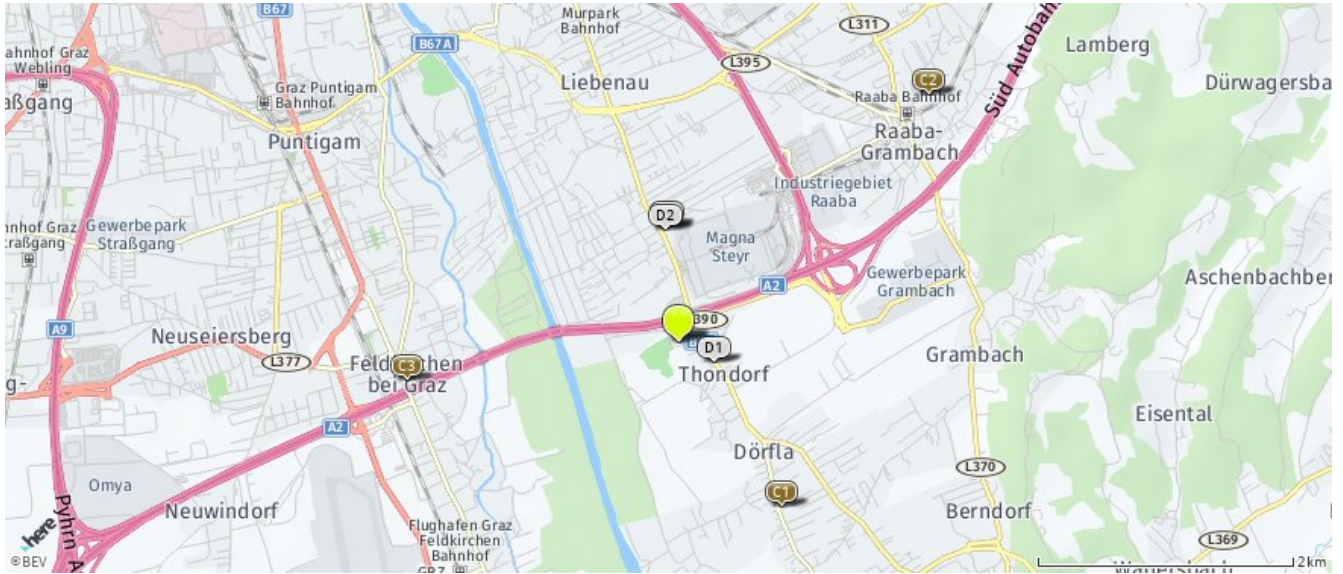 B67
Murpark
Bahnhof
L311
Lamberg
ahnhof Graz
Webling
B67A
L395
C2
Dürwagersba
aßgang
Graz Puntigam
Bahnhof
Liebenau
Raaba Bahnhof
Süd Autobah
Puntigam
Raaba-
Grambach
Industriegebiet
Raaba
D2
Gewerbepark
Straßgang
nhof Graz
traßgang
Magna
Steyr
Gewerbepark
Grambach
Aschenbachber
A2
A9
Neuseiersberg
390
D1
Grambach
L377
Feldkirchen
bei Graz
C3
Thondorf
g-
Eisental
A2
Dörfla
L370
Omya
C1
Neuwindorf
Berndorf
Pyhrn A
Flughafen Graz
Feldkirchen
Bahnhof
L369
here
© BEV
2km